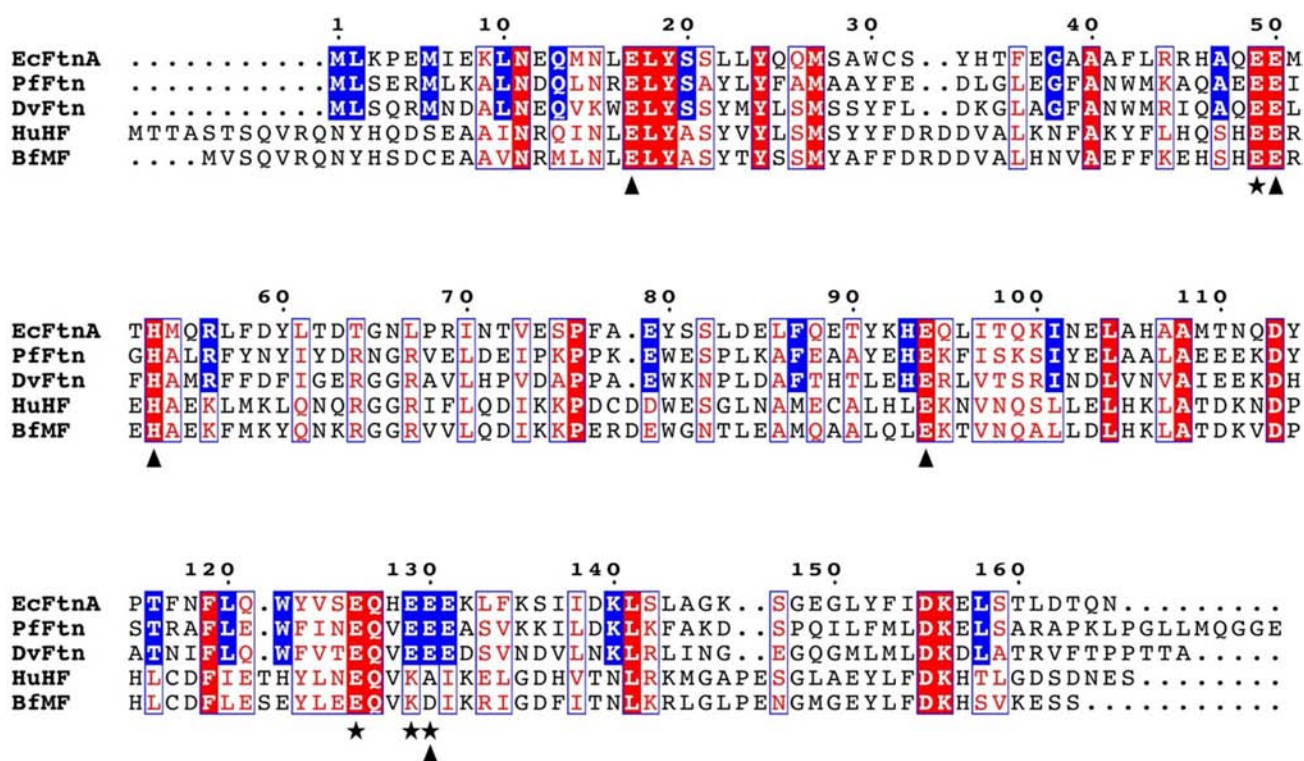 1 10 20 30 40 50
EcFtnA ...........MLKPEMIEKLNEQMNLELYSSLLYQQMSAWCS..YHTFEGAAAFLRRHAQEEM
PfFtn ...........MLSERMLKALNDQLNRELYSAYLYFAMAAYFE..DLGLEGFANWMKAQAEEEI
DvFtn ...........MLSQRMNDALNEQVKWELYSSYMYLSMSSYFL..DKGLAGFANWMRIQAQEEL
HuHF MTTASTSQVRQNYHQDSEAAINRQINLELYASYVYLSMSYYFDRDDVALKNFAKYFLHQSHEER
BfMF ....MVSQVRQNYHSDCEAAVNRMLNLELYASYTYSSMYAFFDRDDVALHNVAEFFKEHSHEER
60 70 80 90 100 110
EcFtnA THMQRLFDYLTDTGNLPRINTVESPFA.EYSSLDELFQETYKHEQLITQKINELAHAAMTNQDY
PfFtn GHALRFYNYIYDRNGRVELDEIPKPPK.EWESPLKAFEAAYEHEKFISKSIYELAALAEEEKDY
DvFtn FHAMRFFDFIGERGGRAVLHPVDAPPA.EWKNPLDAFTHTLEHERLVTSRINDLVNVAIEEKDH
HuHF EHAEKLMKLQNQRGGRIFLQDIKKPDCDDWESGLNAMECALHLEKNVNQSLLELHKLATDKNDP
BfMF EHAEKFMKYQNKRGGRVVLQDIKKPERDEWGNTLEAMQAALQLEKTVNQALLDLHKLATDKVDP
120 130 140 150 160
EcFtnA PTFNFLQ.WYVSEQHEEEKLFKSIIDKLSLAGK..SGEGLYFIDKELSTLDTQN.........
PfFtn STRAFLE.WFINEQVEEEASVKKILDKLKFAKD..SPQILFMLDKELSARAPKLPGLLMQGGE
DvFtn ATNIFLQ.WFVTEQVEEEDSVNDVLNKLRLING..EGQGMLMLDKDLATRVFTPPTTA.....
HuHF HLCDFIETHYLNEQVKAIKELGDHVTNLRKMGAPESGLAEYLFDKHTLGDSDNES........
BfMF HLCDFLESEYLEEQVKDIKRIGDFITNLKRLGLPENGMGEYLFDKHSVKESS...........